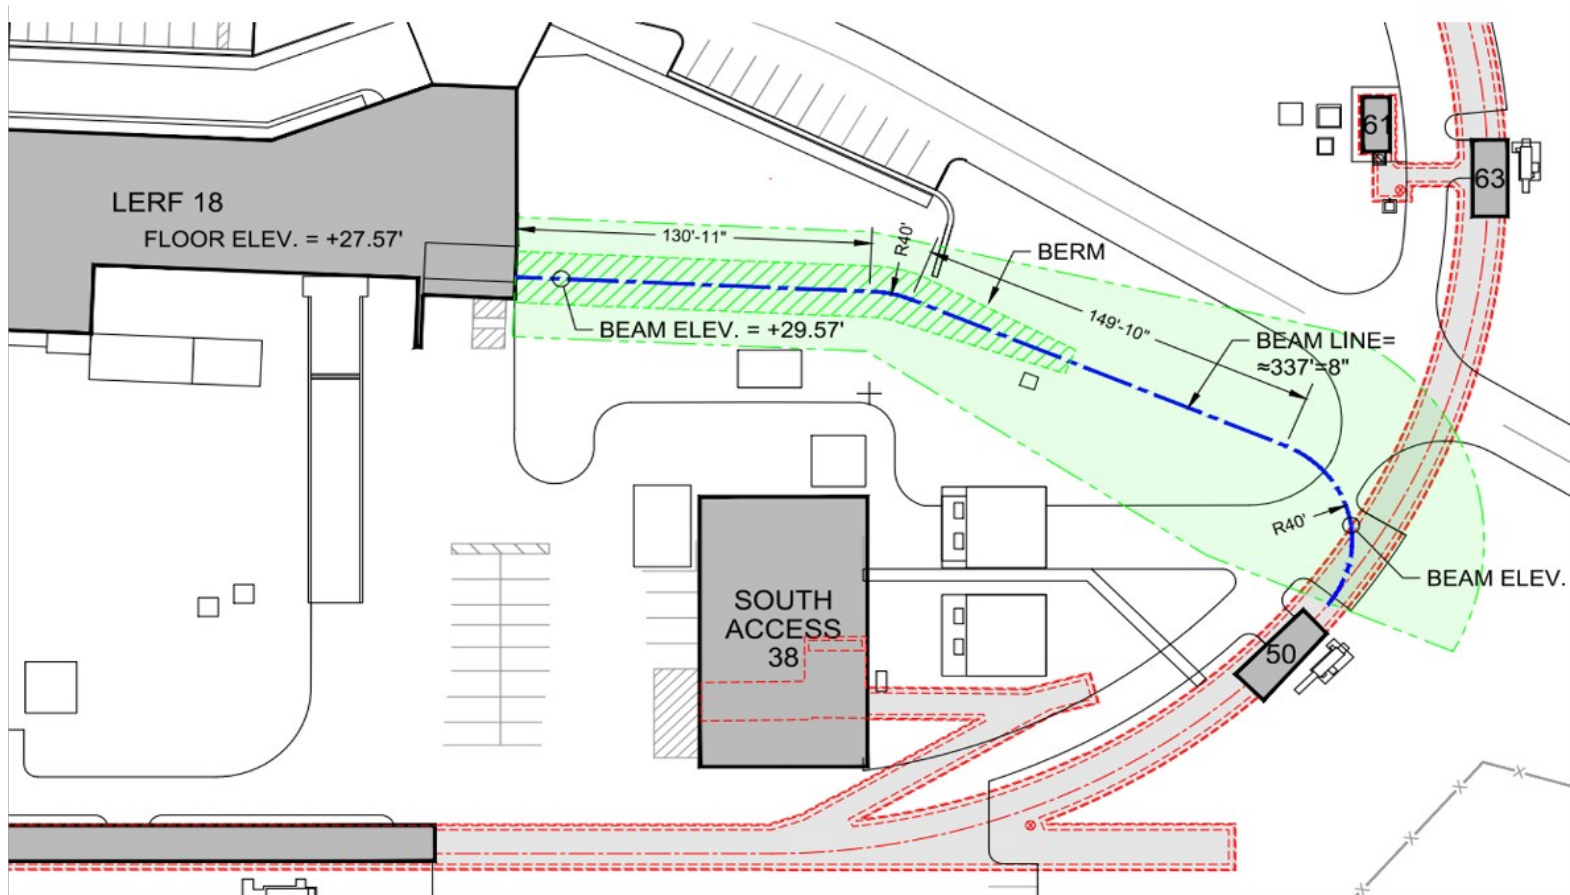 LERF 18
FLOOR ELEV. = +27.57'
130'-11"
R40'
BERM
149'-10"
BEAM ELEV. = +29.57'
BEAM LINE=
≈337'=8"
61
63
R40'
BEAM ELEV.
SOUTH
ACCESS
38
50